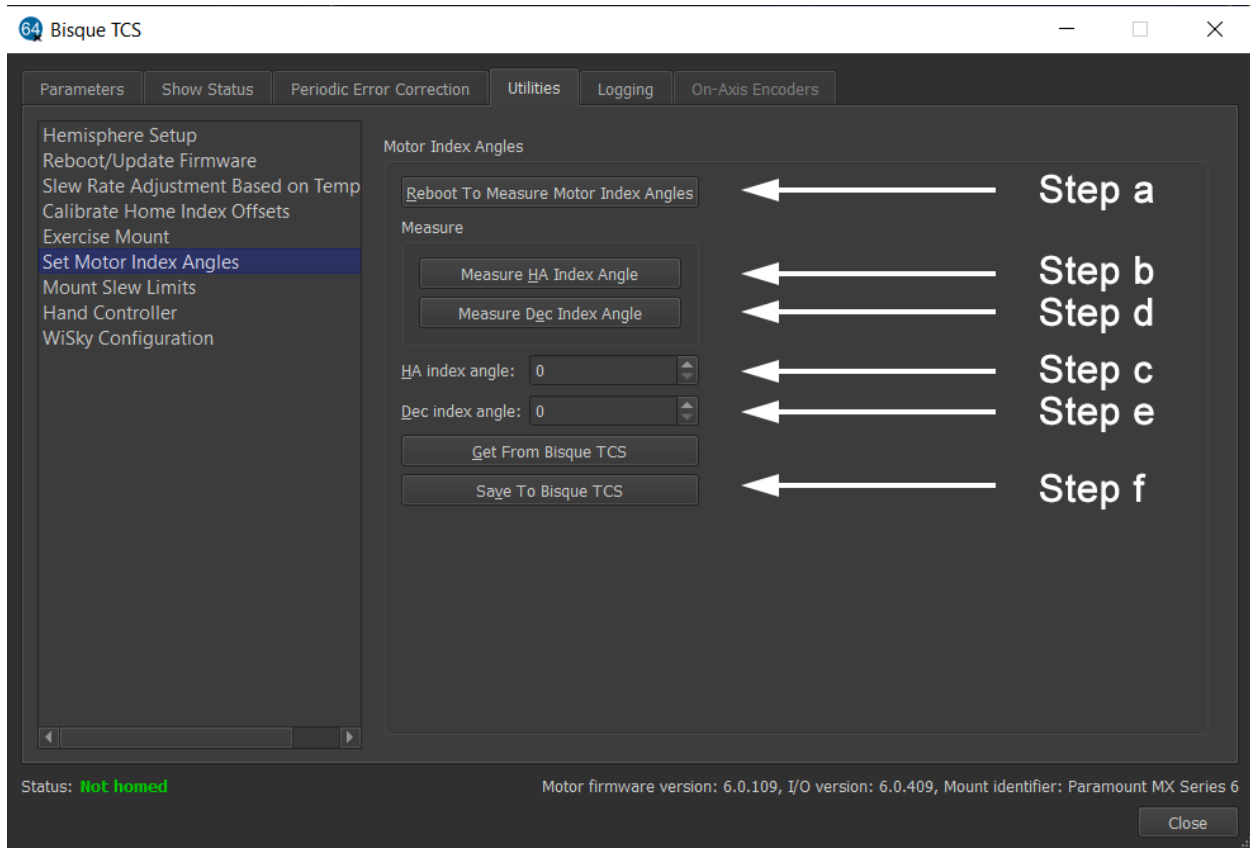 64
Bisque TCS
Parameters
Show Status
Periodic Error Correction
Utilities
Logging
On-Axis Encoders
Hemisphere Setup
Reboot/Update Firmware
Slew Rate Adjustment Based on Temp
Calibrate Home Index Offsets
Exercise Mount
Set Motor Index Angles
Mount Slew Limits
Hand Controller
WiSky Configuration
Motor Index Angles
Reboot To Measure Motor Index Angles
Step a
Measure
Measure HA Index Angle
Step b
Measure Dec Index Angle
Step d
HA index angle: 0
Step c
Dec index angle: 0
Step e
Get From Bisque TCS
Save To Bisque TCS
Step f
Status: Not homed
Motor firmware version: 6.0.109, I/O version: 6.0.409, Mount identifier: Paramount MX Series 6
Close